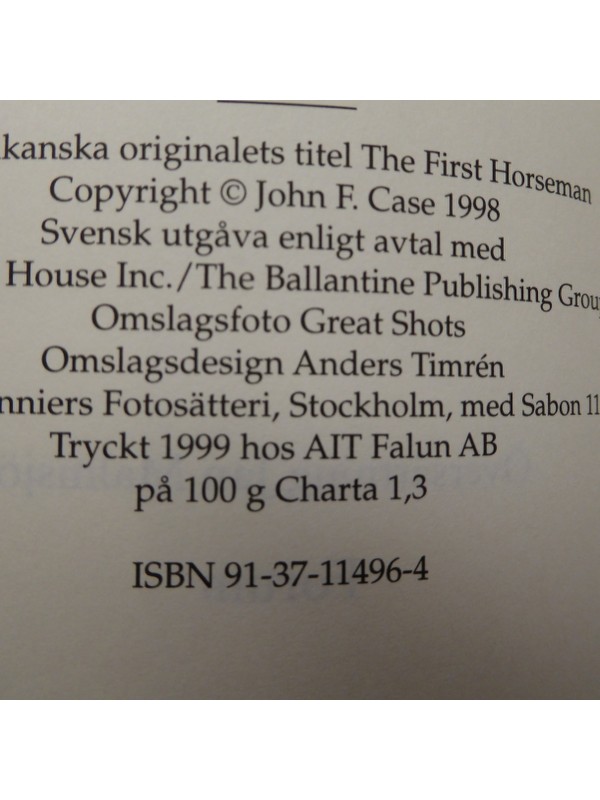 kanska originalets titel The First Horseman
Copyright © John F. Case 1998
Svensk utgåva enligt avtal med
House Inc./The Ballantine Publishing Group
Omslagsfoto Great Shots
Omslagsdesign Anders Timrén
nniers Fotosätteri, Stockholm, med Sabon 11
Tryckt 1999 hos AIT Falun AB
på 100 g Charta 1,3
ISBN 91-37-11496-4